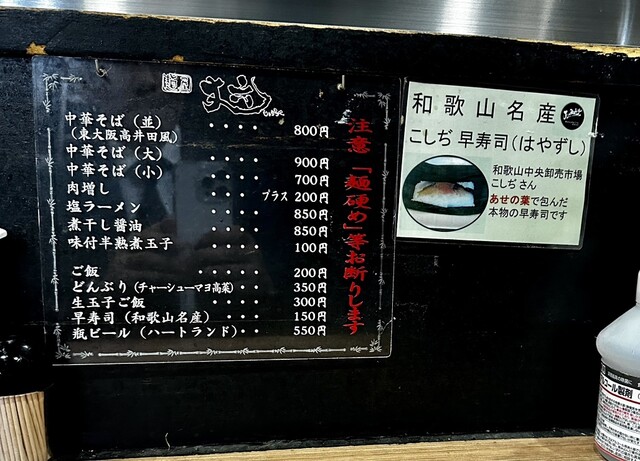 中華そば（並）
（東大阪高井田風）・・・・ 800円
中華そば（大）・・・・ 900円
中華そば（小）・・・・ 700円
肉増し・・・・プラス 200円
塩ラーメン・・・・ 850円
煮干し醤油・・・・ 850円
味付半熟煮玉子・・・・ 100円
ご飯・・・・ 200円
どんぶり（チャーシューマヨ高菜）・・・・ 350円
生玉子ご飯・・・・ 300円
早寿司（和歌山名産）・・・・ 150円
瓶ビール（ハートランド）・・ 550円
注意「麺硬め」等お断りします
和歌山名産
こしぢ 早寿司（はやずし）
和歌山中央卸売市場
こしぢさん
あせの葉で包んだ
本物の早寿司です
コール製剤